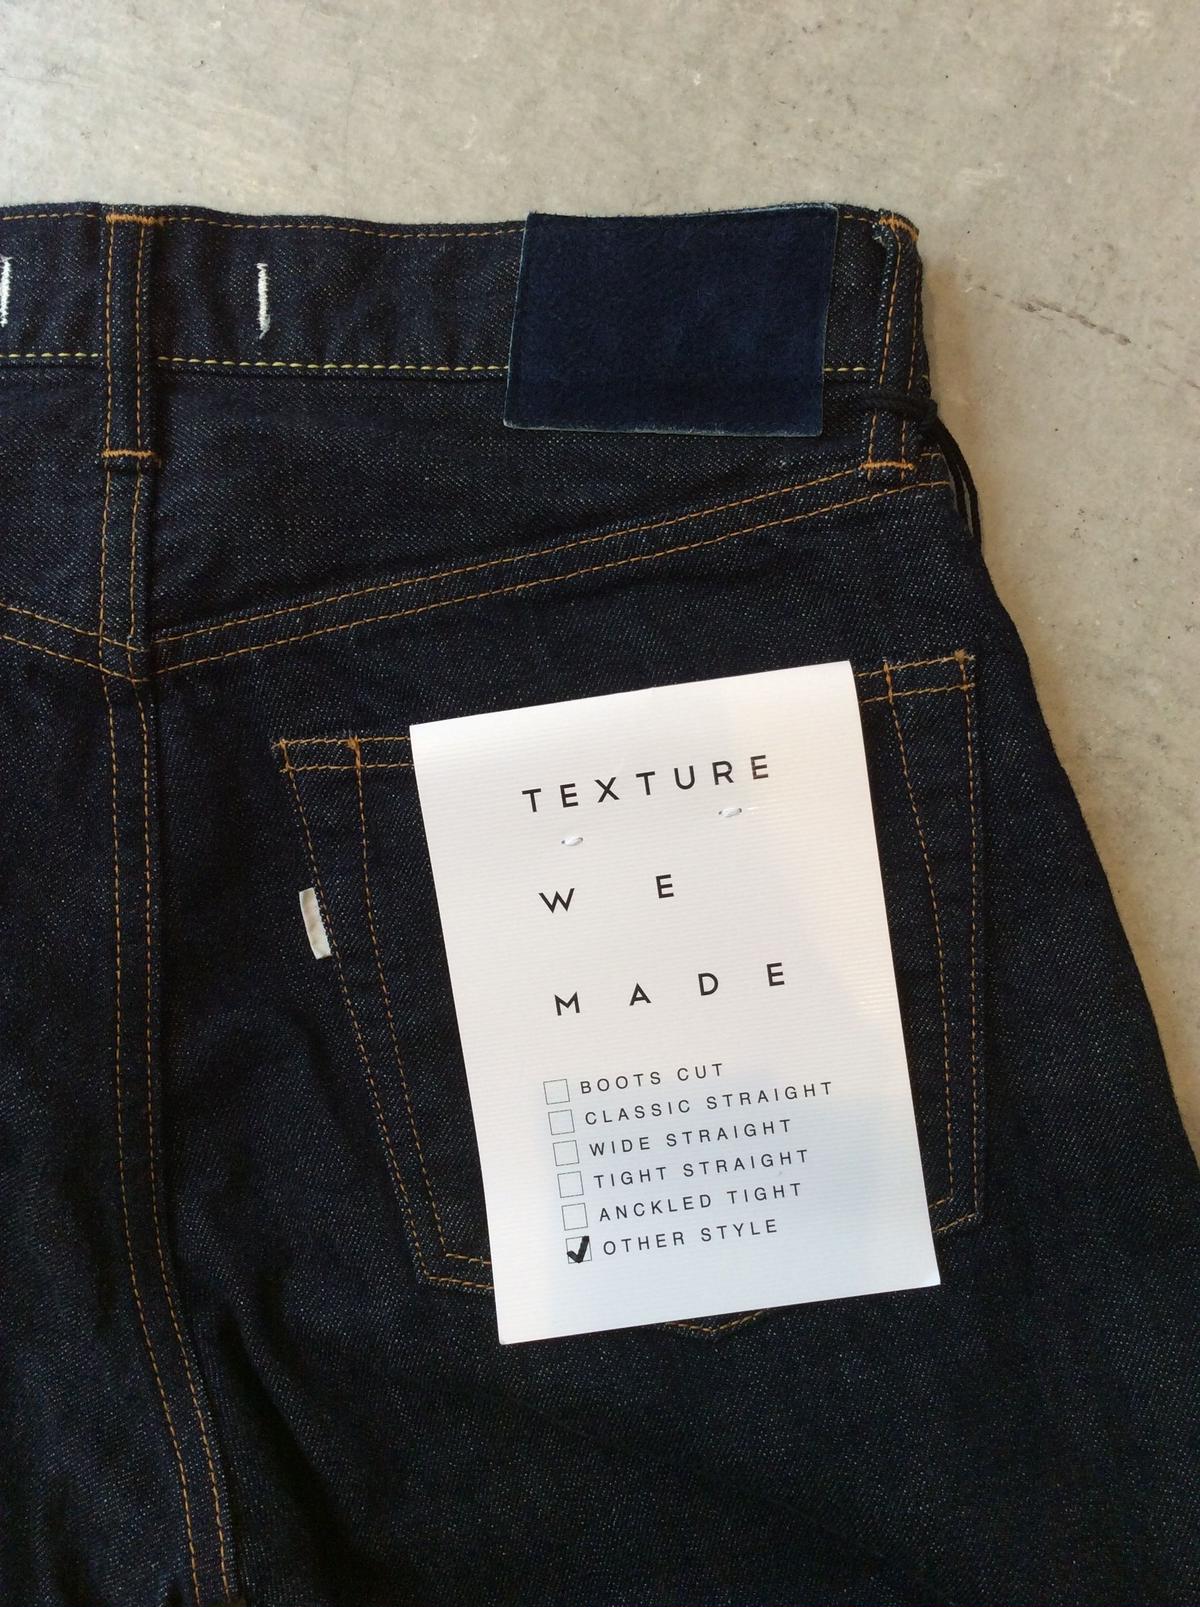 TEXTURE
WE
MADE
BOOTS CUT
CLASSIC STRAIGHT
WIDE STRAIGHT
TIGHT STRAIGHT
ANCKLED TIGHT
OTHER STYLE